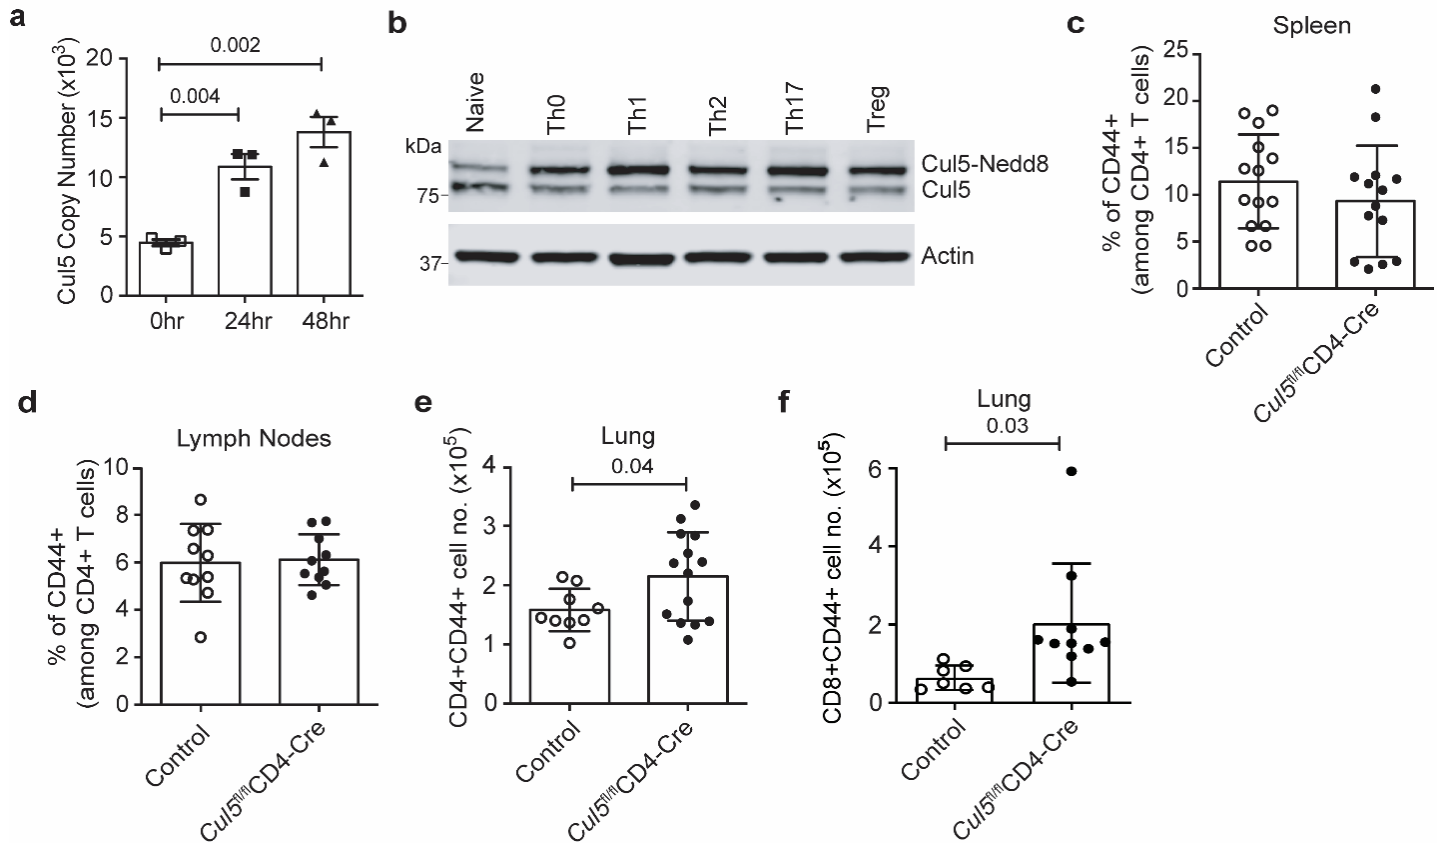 a
Cul5 Copy Number (x10³)
20
15
10
5
0
0.002
0.004
0hr
24hr
48hr
b
Naive
Th0
Th1
Th2
Th17
Treg
kDa
75
37
Cul5-Nedd8
Cul5
Actin
c
Spleen
% of CD44+
(among CD4+ T cells)
25
20
15
10
5
0
Control
Cul5fl/flCD4-Cre
d
Lymph Nodes
% of CD44+
(among CD4+ T cells)
10
8
6
4
2
0
Control
Cul5fl/flCD4-Cre
e
Lung
0.04
CD4+CD44+ cell no. (x10⁵)
4
3
2
1
0
Control
Cul5fl/flCD4-Cre
f
Lung
0.03
CD8+CD44+ cell no. (x10⁵)
6
4
2
0
Control
Cul5fl/flCD4-Cre